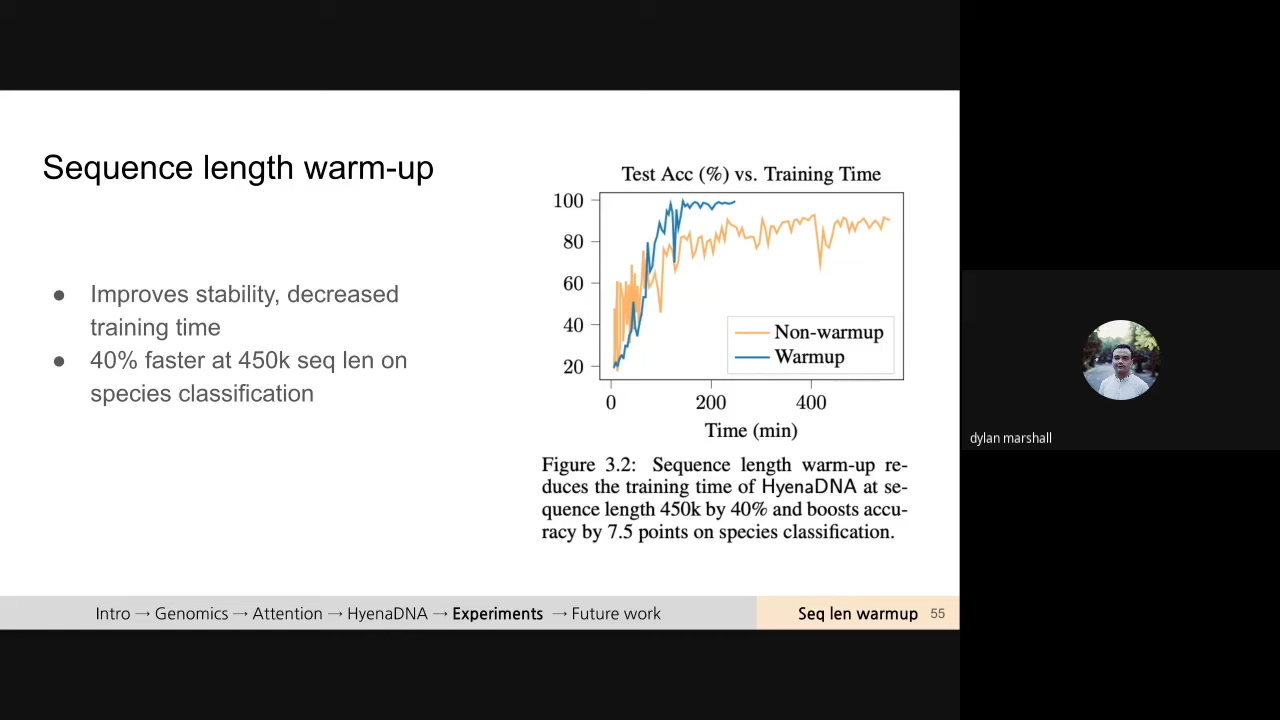 Sequence length warm-up
● Improves stability, decreased
training time
● 40% faster at 450k seq len on
species classification
Test Acc (%) vs. Training Time
100
80
60
40
20
Non-warmup
Warmup
0 200 400
Time (min)
Figure 3.2: Sequence length warm-up re-
duces the training time of HyenaDNA at se-
quence length 450k by 40% and boosts accu-
racy by 7.5 points on species classification.
Intro → Genomics → Attention → HyenaDNA → Experiments → Future work
Seq len warmup 55
dylan marshall